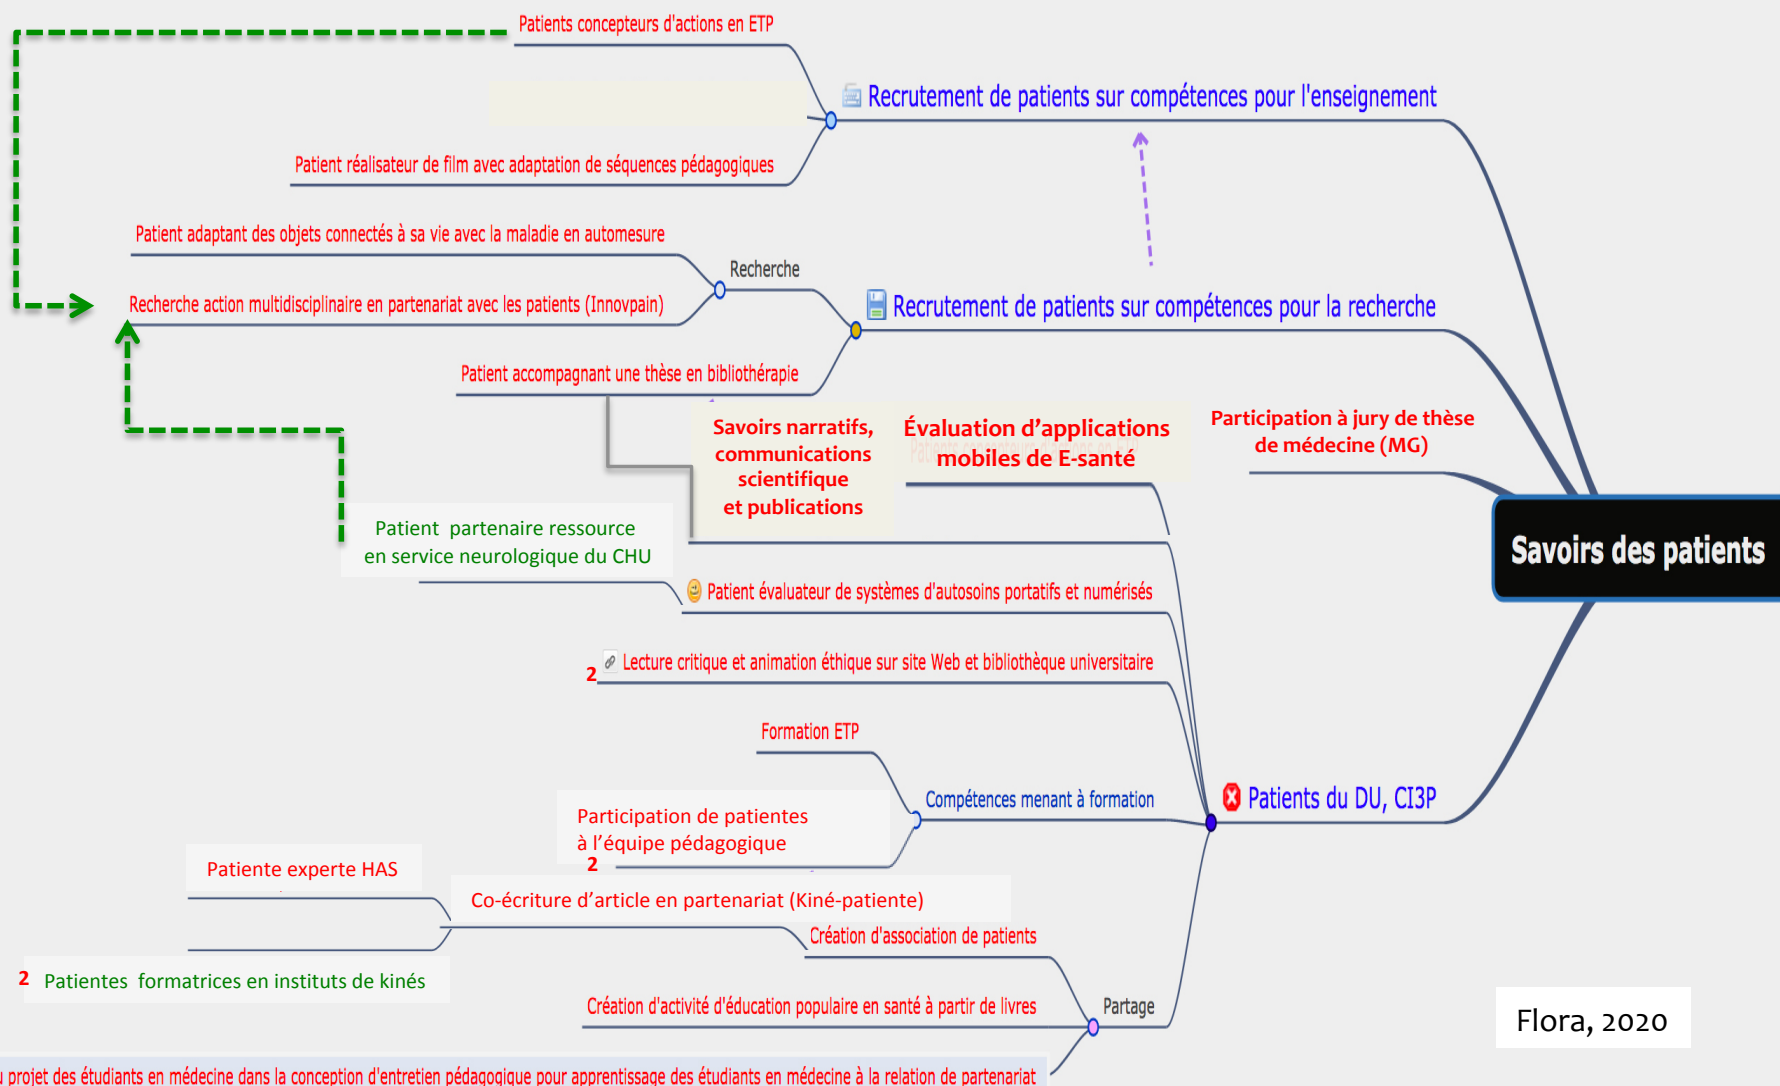 Patients concepteurs d'actions en ETP
Recrutement de patients sur compétences pour l'enseignement
Patient réalisateur de film avec adaptation de séquences pédagogiques
Patient adaptant des objets connectés à sa vie avec la maladie en automesure
Recherche
Recherche action multidisciplinaire en partenariat avec les patients (Innovpain)
Recrutement de patients sur compétences pour la recherche
Patient accompagnant une thèse en bibliothérapie
Savoirs narratifs,
communications
scientifique
et publications
Évaluation d’applications
mobiles de E-santé
Participation à jury de thèse
de médecine (MG)
Savoirs des patients
Patient partenaire ressource
en service neurologique du CHU
Patient évaluateur de systèmes d'autosoins portatifs et numérisés
2 Lecture critique et animation éthique sur site Web et bibliothèque universitaire
Formation ETP
Compétences menant à formation
Patients du DU, CI3P
Participation de patientes
à l’équipe pédagogique
2
Patiente experte HAS
Co-écriture d’article en partenariat (Kiné-patiente)
Création d'association de patients
2 Patientes formatrices en instituts de kinés
Création d'activité d'éducation populaire en santé à partir de livres
Partage
Flora, 2020
projet des étudiants en médecine dans la conception d'entretien pédagogique pour apprentissage des étudiants en médecine à la relation de partenariat